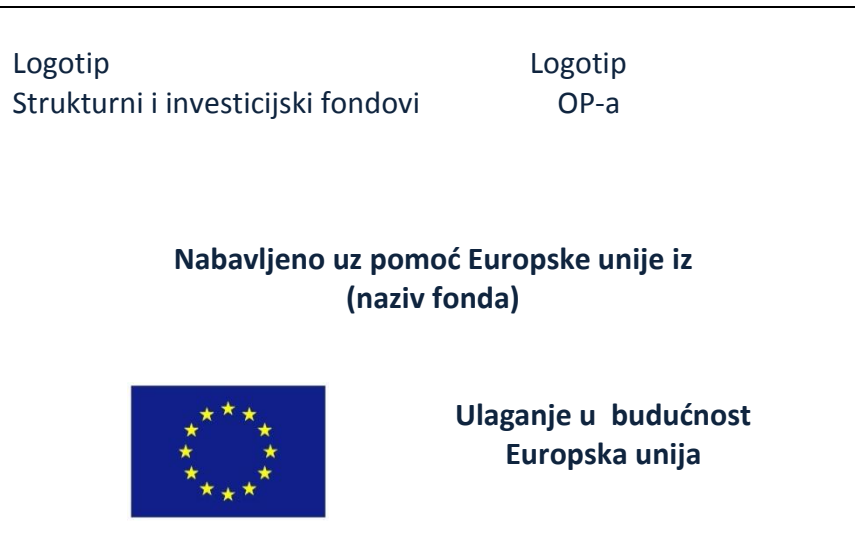 Logotip
Strukturni i investicijski fondovi
Logotip
OP-a
Nabavljeno uz pomoć Europske unije iz
(naziv fonda)
Ulaganje u  budućnost
Europska unija